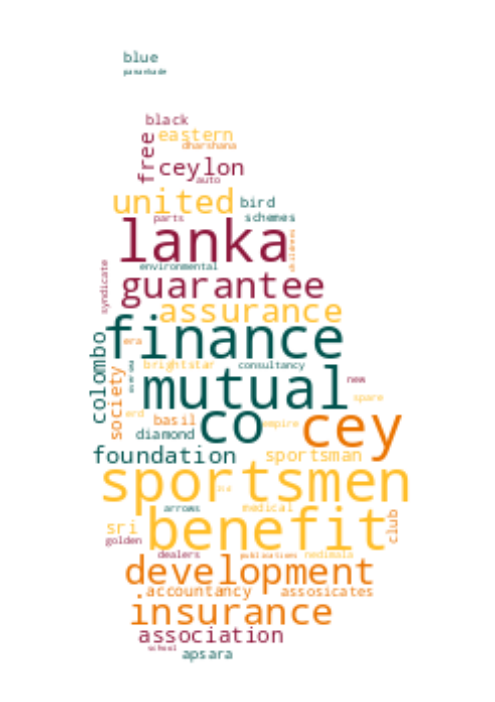 blue
black
free
eastern
dharshana
ceylon
auto
united
bird
parts
schemes
lanka
childrens
environmental
syndicate
guarantee
assurance
finance
era
colombo
brightstar
consultancy
society
mutual
new
spare
co
cey
basil
empire
diamond
foundation
sportsman
sportsmen
arrows
medical
sri
benefit
club
golden
dealers
publications
nedimala
development
accountancy
assosicates
insurance
association
school
apsara